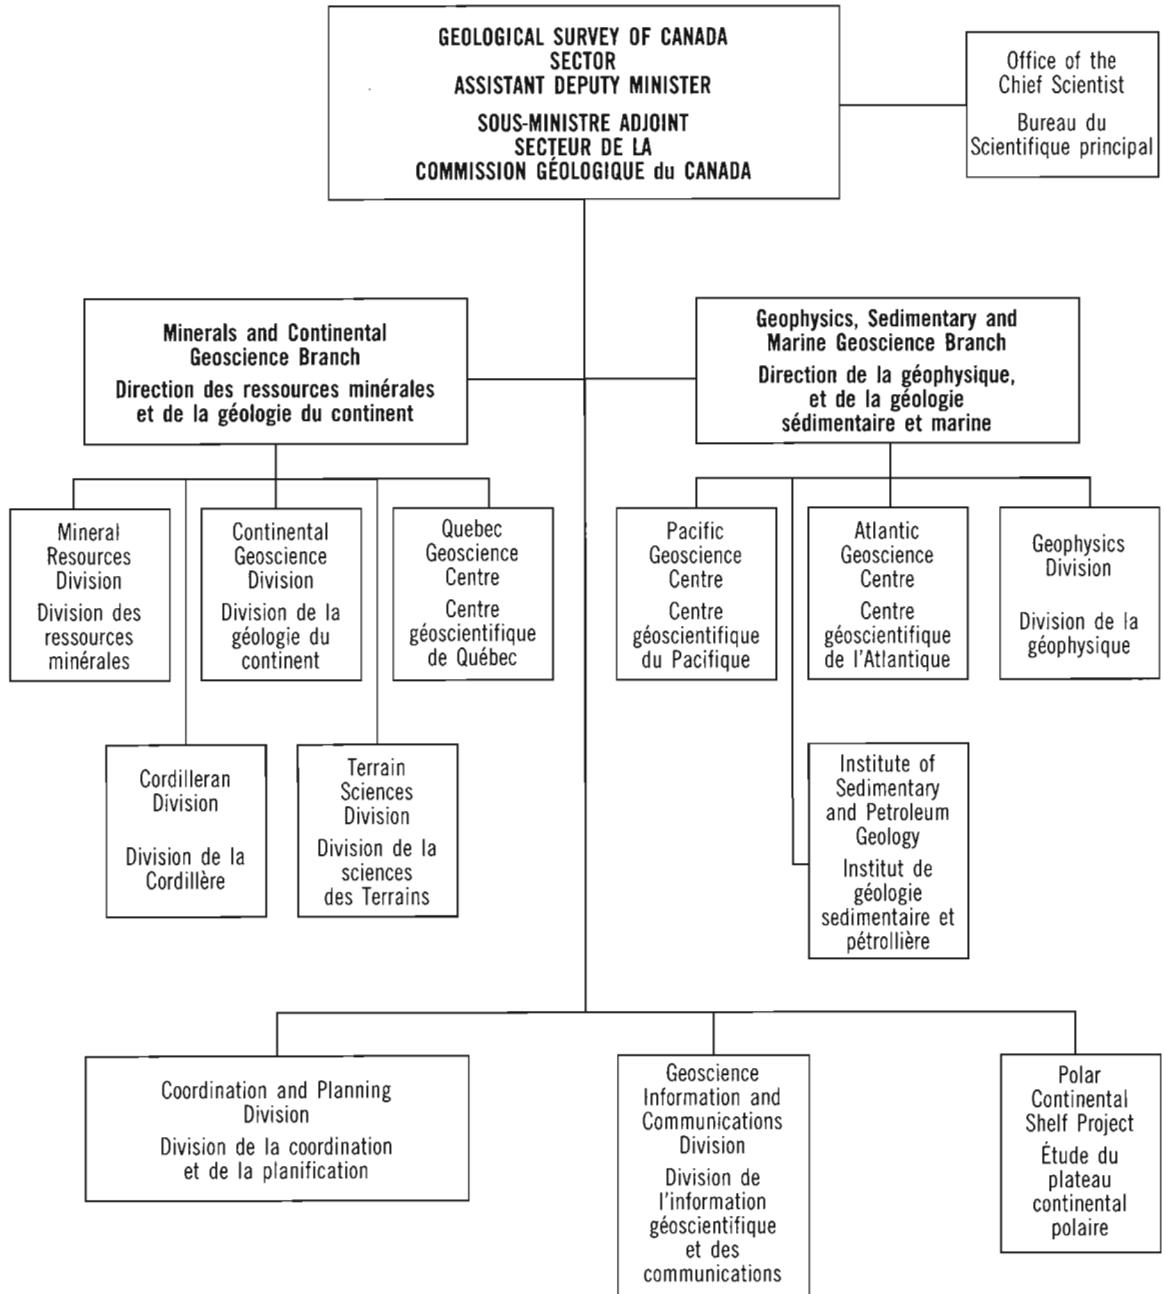 GEOLOGICAL SURVEY OF CANADA
SECTOR
ASSISTANT DEPUTY MINISTER
SOUS-MINISTRE ADJOINT
SECTEUR DE LA
COMMISSION GÉOLOGIQUE du CANADA
Office of the
Chief Scientist
Bureau du
Scientifique principal
Minerals and Continental
Geoscience Branch
Direction des ressources minérales
et de la géologie du continent
Geophysics, Sedimentary and
Marine Geoscience Branch
Direction de la géophysique,
et de la géologie
sédimentaire et marine
Mineral
Resources
Division
Division des
ressources
minérales
Continental
Geoscience
Division
Division de la
géologie du
continent
Quebec
Geoscience
Centre
Centre
géoscientifique
de Québec
Pacific
Geoscience
Centre
Centre
géoscientifique
du Pacifique
Atlantic
Geoscience
Centre
Centre
géoscientifique
de l'Atlantique
Geophysics
Division
Division de la
géophysique
Cordilleran
Division
Division de la
Cordillère
Terrain
Sciences
Division
Division de la
sciences
des Terrains
Institute of
Sedimentary
and Petroleum
Geology
Institut de
géologie
sedimentaire et
pétrollière
Coordination and Planning
Division
Division de la coordination
et de la planification
Geoscience
Information and
Communications
Division
Division de
l'information
géoscientifique
et des
communications
Polar
Continental
Shelf Project
Étude du
plateau
continental
polaire